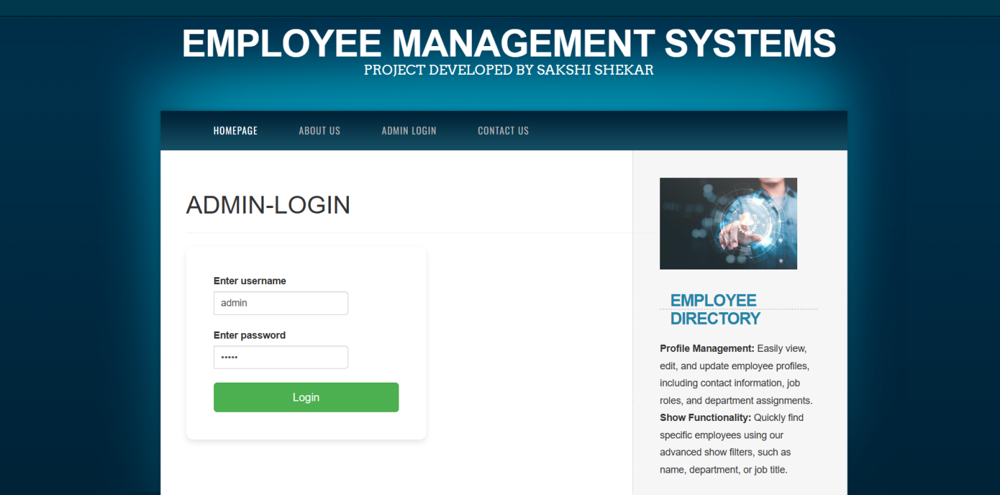 EMPLOYEE MANAGEMENT SYSTEMS
PROJECT DEVELOPED BY SAKSHI SHEKAR
HOMEPAGE ABOUT US ADMIN LOGIN CONTACT US
ADMIN-LOGIN
Enter username
admin
Enter password
•••••
Login
EMPLOYEE
DIRECTORY
Profile Management: Easily view,
edit, and update employee profiles,
including contact information, job
roles, and department assignments.
Show Functionality: Quickly find
specific employees using our
advanced show filters, such as
name, department, or job title.